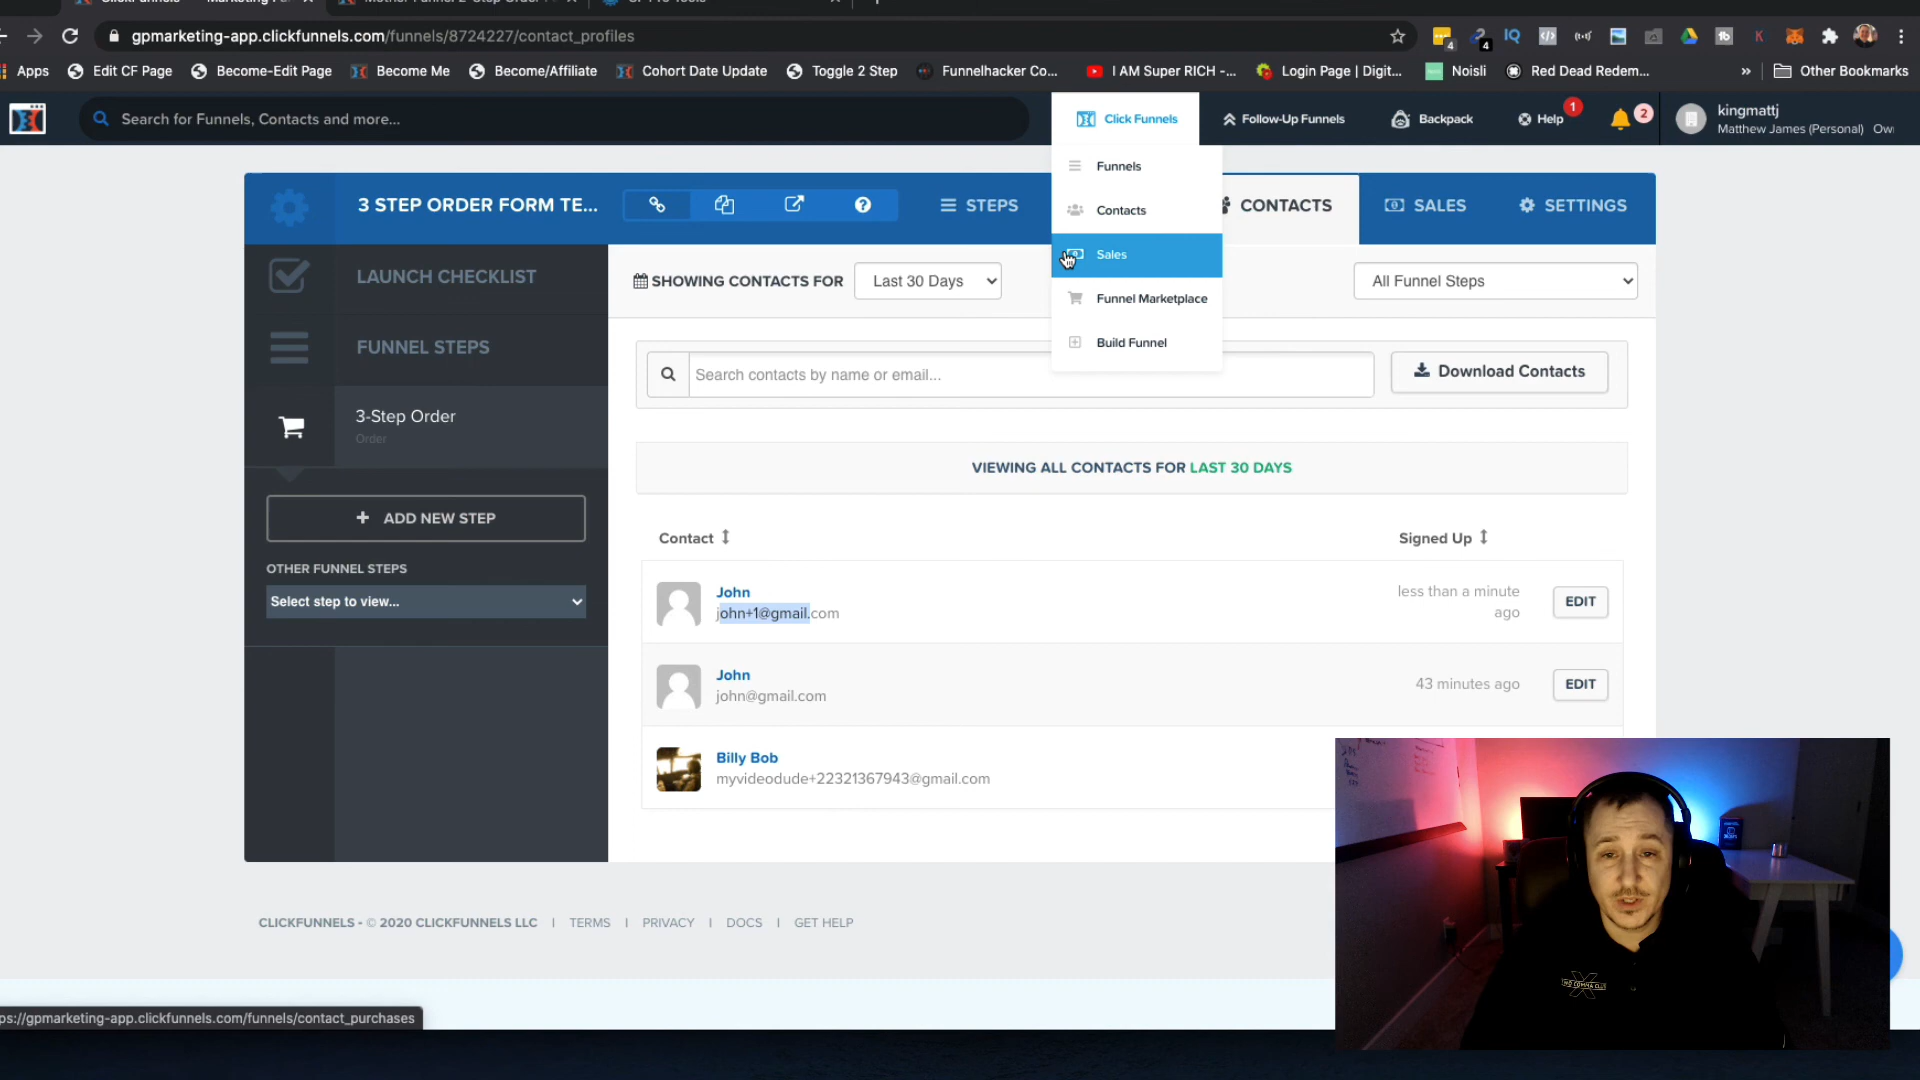 gpmarketing-app.clickfunnels.com/funnels/8724227/contact_profiles
4
4
IQ
Apps
Edit CF Page
Become-Edit Page
Become Me
Become/Affiliate
Cohort Date Update
Toggle 2 Step
Funnelhacker Co...
I AM Super RICH -...
Login Page | Digit...
Noisli
Red Dead Redem...
»
Other Bookmarks
Search for Funnels, Contacts and more...
Click Funnels
Follow-Up Funnels
Backpack
Help
1
2
kingmattj
Matthew James (Personal) Ow
Funnels
Contacts
Sales
Funnel Marketplace
Build Funnel
3 STEP ORDER FORM TE...
STEPS
CONTACTS
SALES
SETTINGS
LAUNCH CHECKLIST
FUNNEL STEPS
3-Step Order
Order
+ ADD NEW STEP
OTHER FUNNEL STEPS
Select step to view...
SHOWING CONTACTS FOR
Last 30 Days
All Funnel Steps
Search contacts by name or email...
Download Contacts
VIEWING ALL CONTACTS FOR LAST 30 DAYS
Contact
Signed Up
John
john+1@gmail.com
less than a minute
ago
EDIT
John
john@gmail.com
43 minutes ago
EDIT
Billy Bob
myvideodude+22321367943@gmail.com
CLICKFUNNELS - © 2020 CLICKFUNNELS LLC | TERMS | PRIVACY | DOCS | GET HELP
ps://gpmarketing-app.clickfunnels.com/funnels/contact_purchases